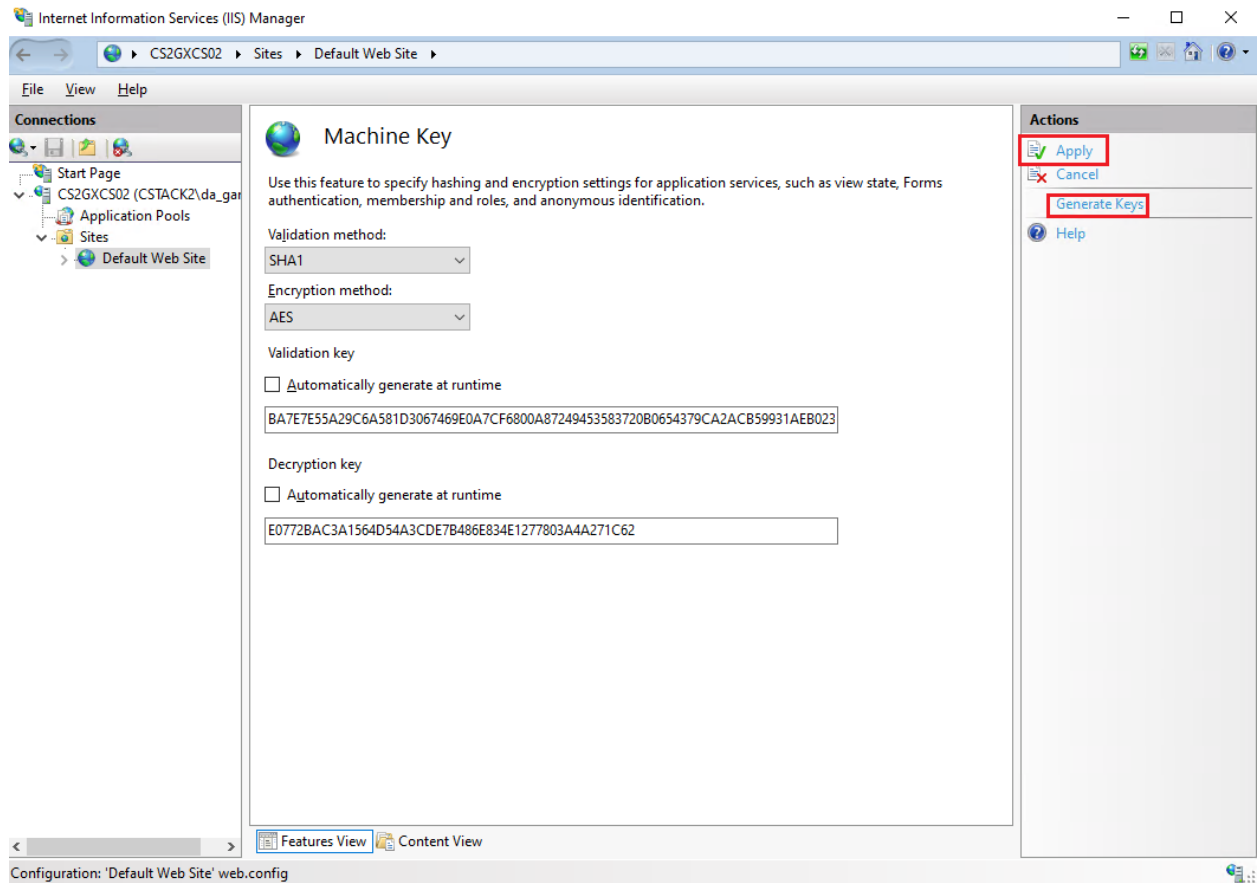 Internet Information Services (IIS) Manager
CS2GXCS02 Sites Default Web Site
File View Help
Connections
Start Page
CS2GXCS02 (CSTACK2\da_gar
Application Pools
Sites
Default Web Site
Machine Key
Use this feature to specify hashing and encryption settings for application services, such as view state, Forms
authentication, membership and roles, and anonymous identification.
Validation method:
SHA1
Encryption method:
AES
Validation key
Automatically generate at runtime
BA7E7E55A29C6A581D3067469E0A7CF6800A87249453583720B0654379CA2ACB59931AEB023
Decryption key
Automatically generate at runtime
E0772BAC3A1564D54A3CDE7B486E834E1277803A4A271C62
Features View Content View
Actions
Apply
Cancel
Generate Keys
Help
Configuration: 'Default Web Site' web.config